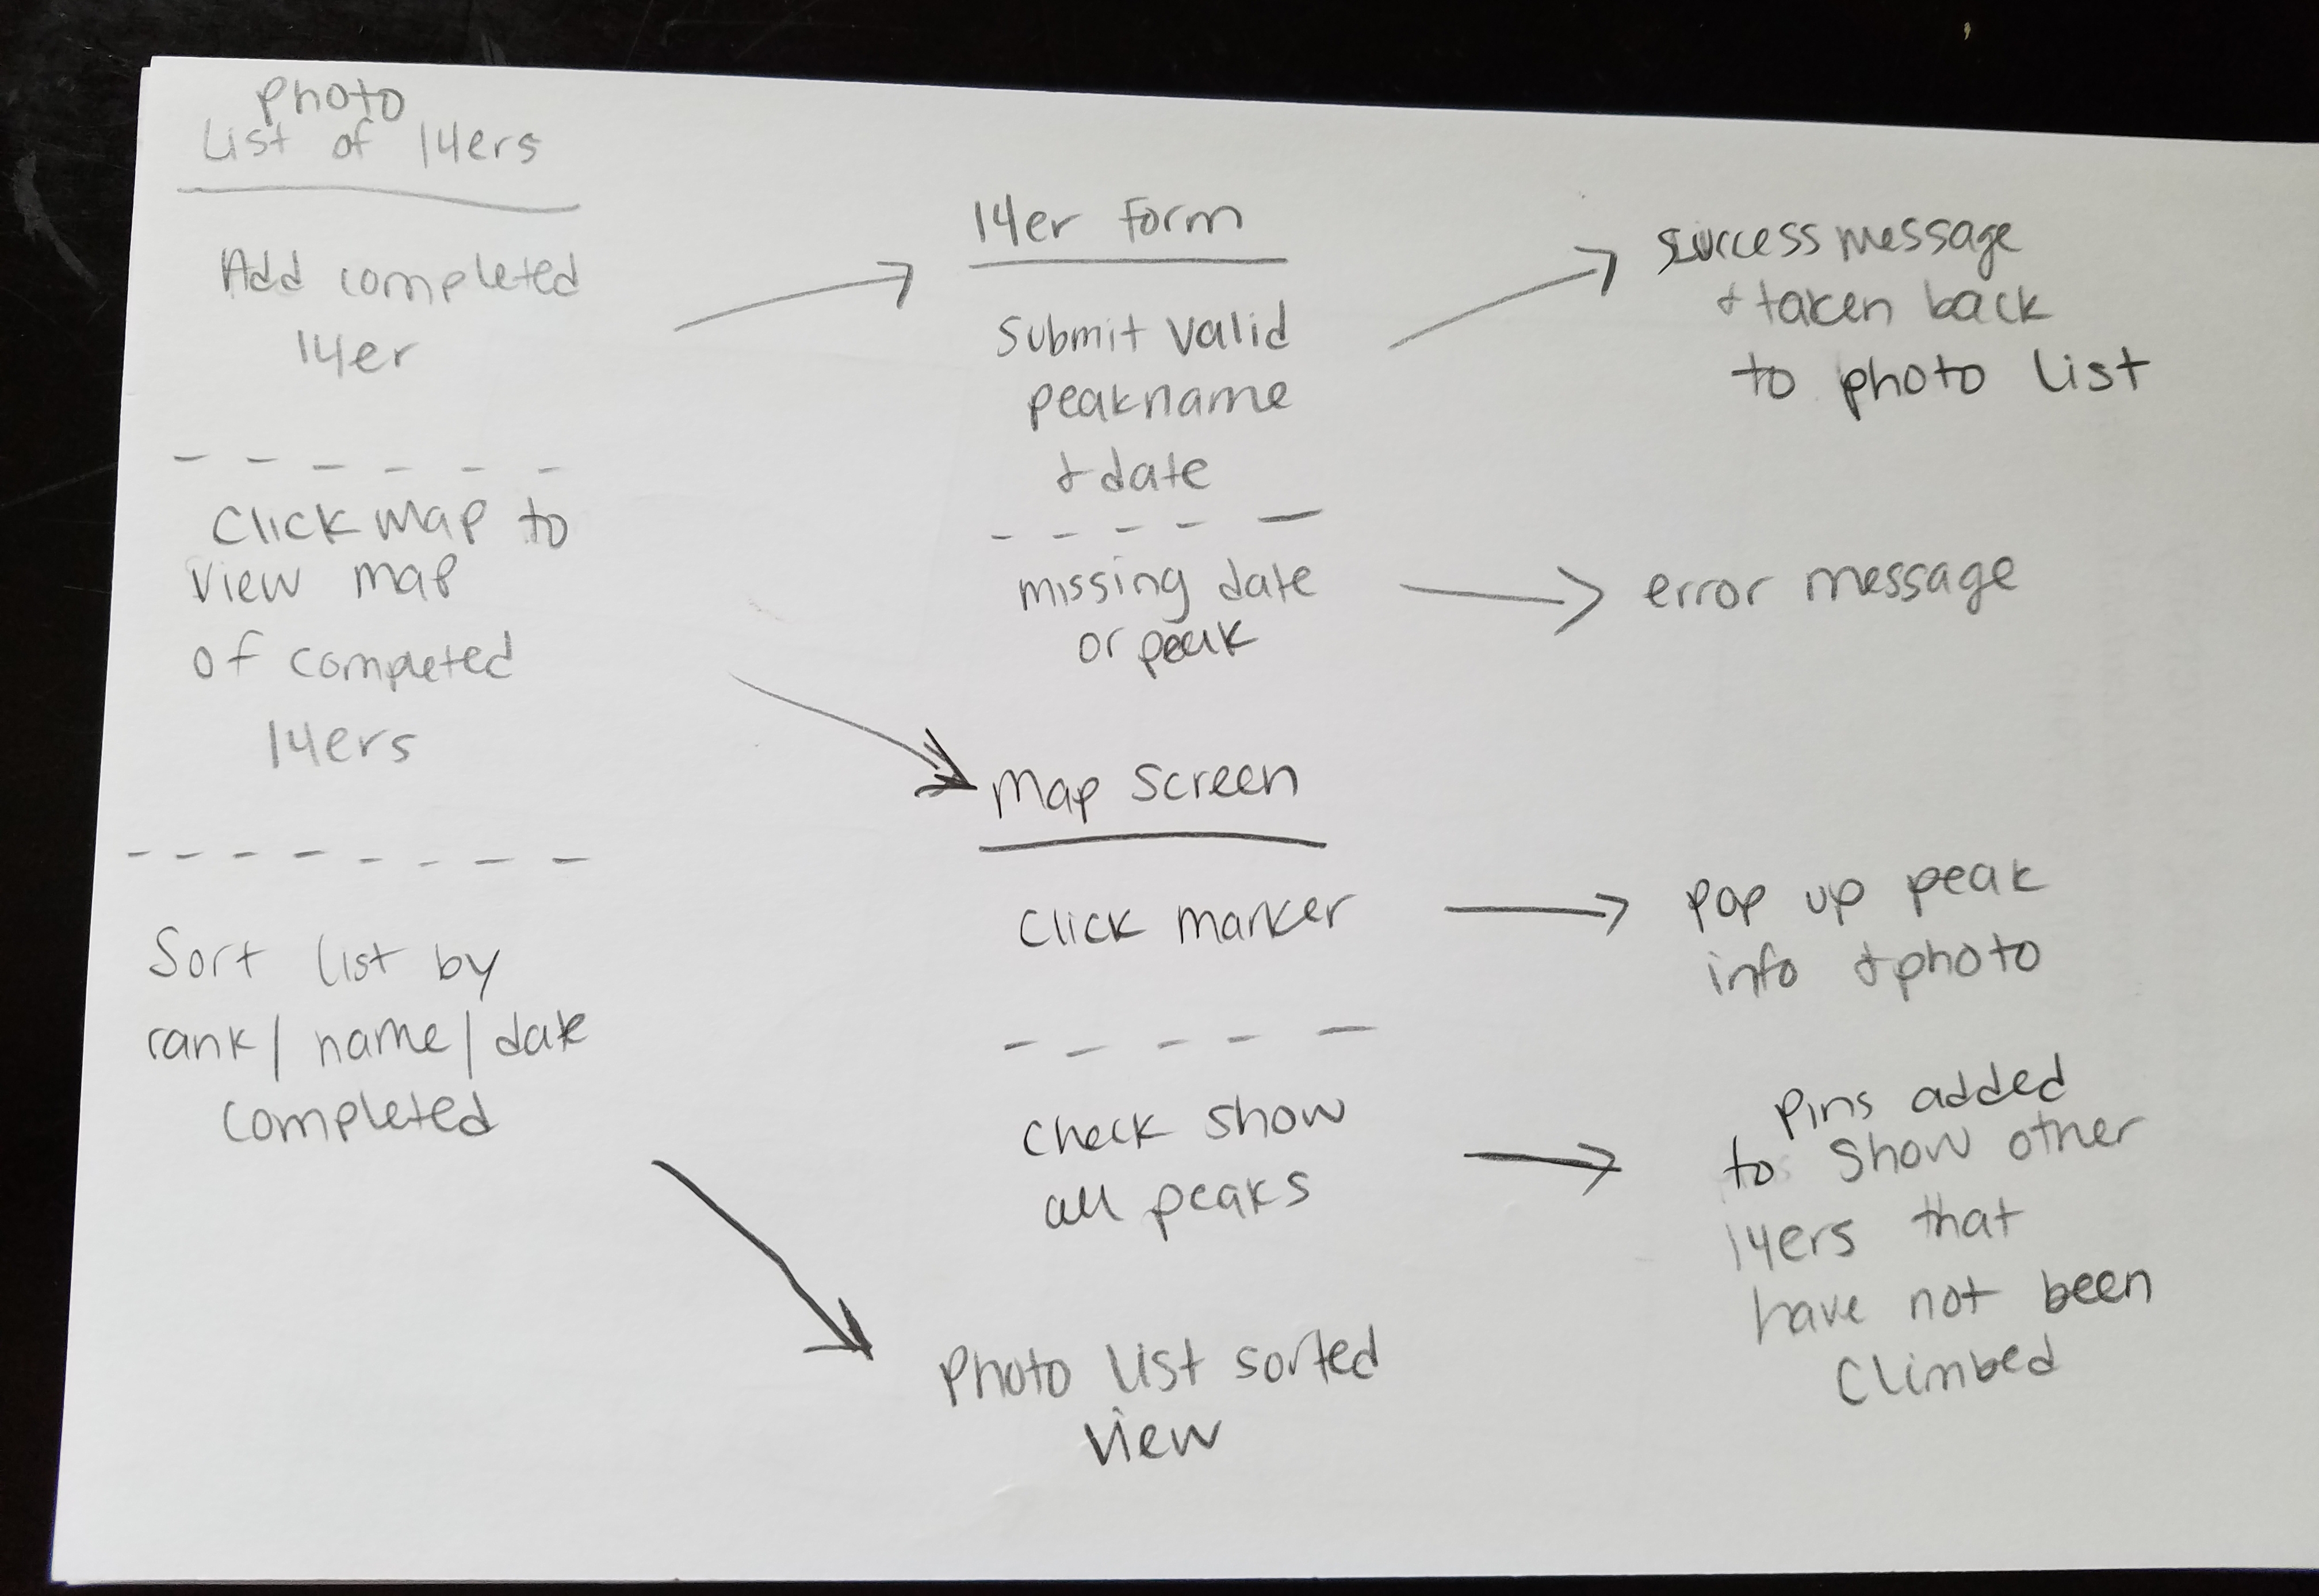 Photo
List of 14ers
Add completed
14er
Click map to
view map
of completed
14ers
Sort list by
rank/ name/ date
completed
14er Form
Submit valid
peak name
& date
missing date
or peak
Map Screen
Click marker
Check show
all peaks
Photo list sorted
view
success message
& taken back
to photo list
error message
Pop up peak
info & photo
Pins added
to show other
14ers that
have not been
climbed